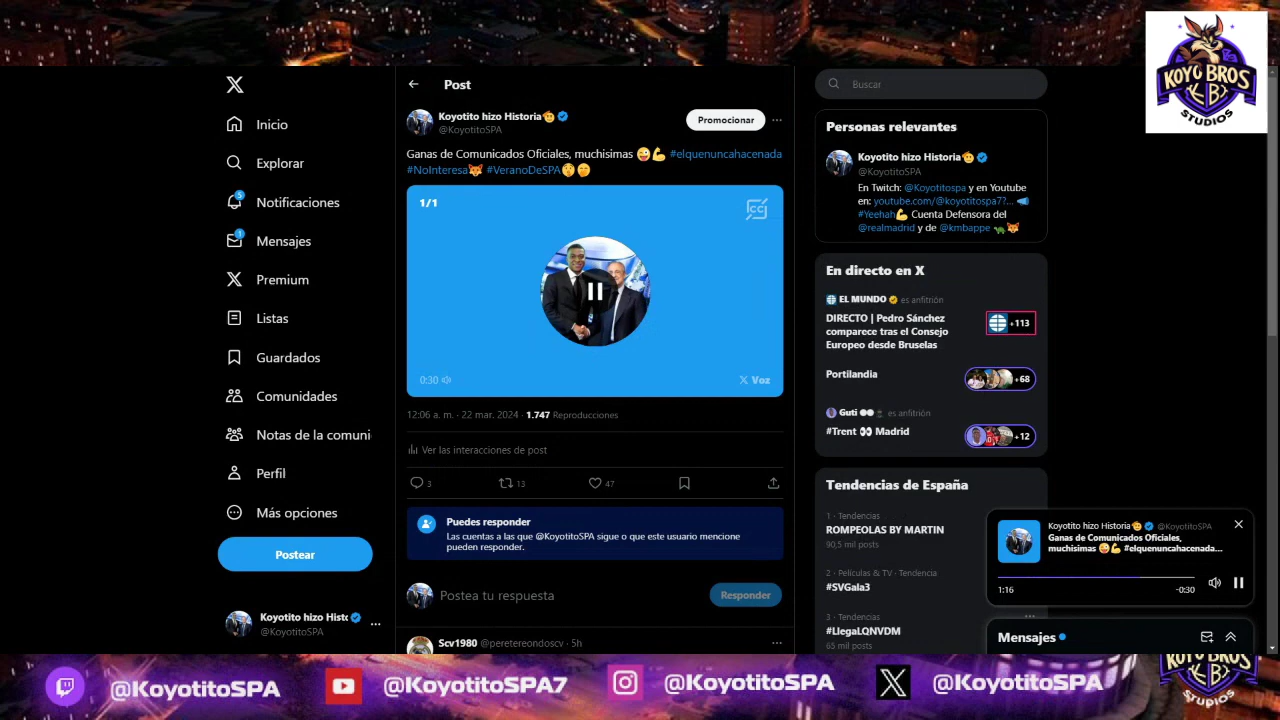 KOYO BROS
KB
STUDIOS
Inicio
Explorar
5
Notificaciones
1
Mensajes
Premium
Listas
Guardados
Comunidades
Notas de la comuni
Perfil
Más opciones
Postear
Koyotito hizo Histo
@KoyotitoSPA
Post
Koyotito hizo Historia
@KoyotitoSPA
Promocionar
Ganas de Comunicados Oficiales, muchisimas 😜💪 #elquenuncahacenada
#NoInteresa🦊 #VeranoDeSPA🤫🤭
1/1
CC
0:30
X Voz
12:06 a. m. · 22 mar. 2024 · 1.747 Reproducciones
Ver las interacciones de post
3
13
47
Puedes responder
Las cuentas a las que @KoyotitoSPA sigue o que este usuario mencione
pueden responder.
Postea tu respuesta
Responder
Scv1980 @peretereondoscv · 5h
Buscar
Personas relevantes
Koyotito hizo Historia
@KoyotitoSPA
En Twitch: @Koyotitospa y en Youtube
en: youtube.com/@koyotitospa7?... 📣
#Yeehah💪 Cuenta Defensora del
@realmadrid y de @kmbappe 🐢🦊
En directo en X
EL MUNDO es anfitrión
DIRECTO | Pedro Sánchez
comparece tras el Consejo
Europeo desde Bruselas
+113
Portilandia
+68
Guti es anfitrión
#Trent 👀 Madrid
+12
Tendencias de España
1 · Tendencias
ROMPEOLAS BY MARTIN
90,5 mil posts
2 · Películas & TV · Tendencia
#SVGala3
3 · Tendencias
#LlegaLQNVDM
65 mil posts
Koyotito hizo Historia @KoyotitoSPA
Ganas de Comunicados Oficiales,
muchisimas 😜💪 #elquenuncahacenada...
1:16
-0:30
Mensajes
@KoyotitoSPA
@KoyotitoSPA7
@KoyotitoSPA
@KoyotitoSPA
KOYO BROS
STUDIOS